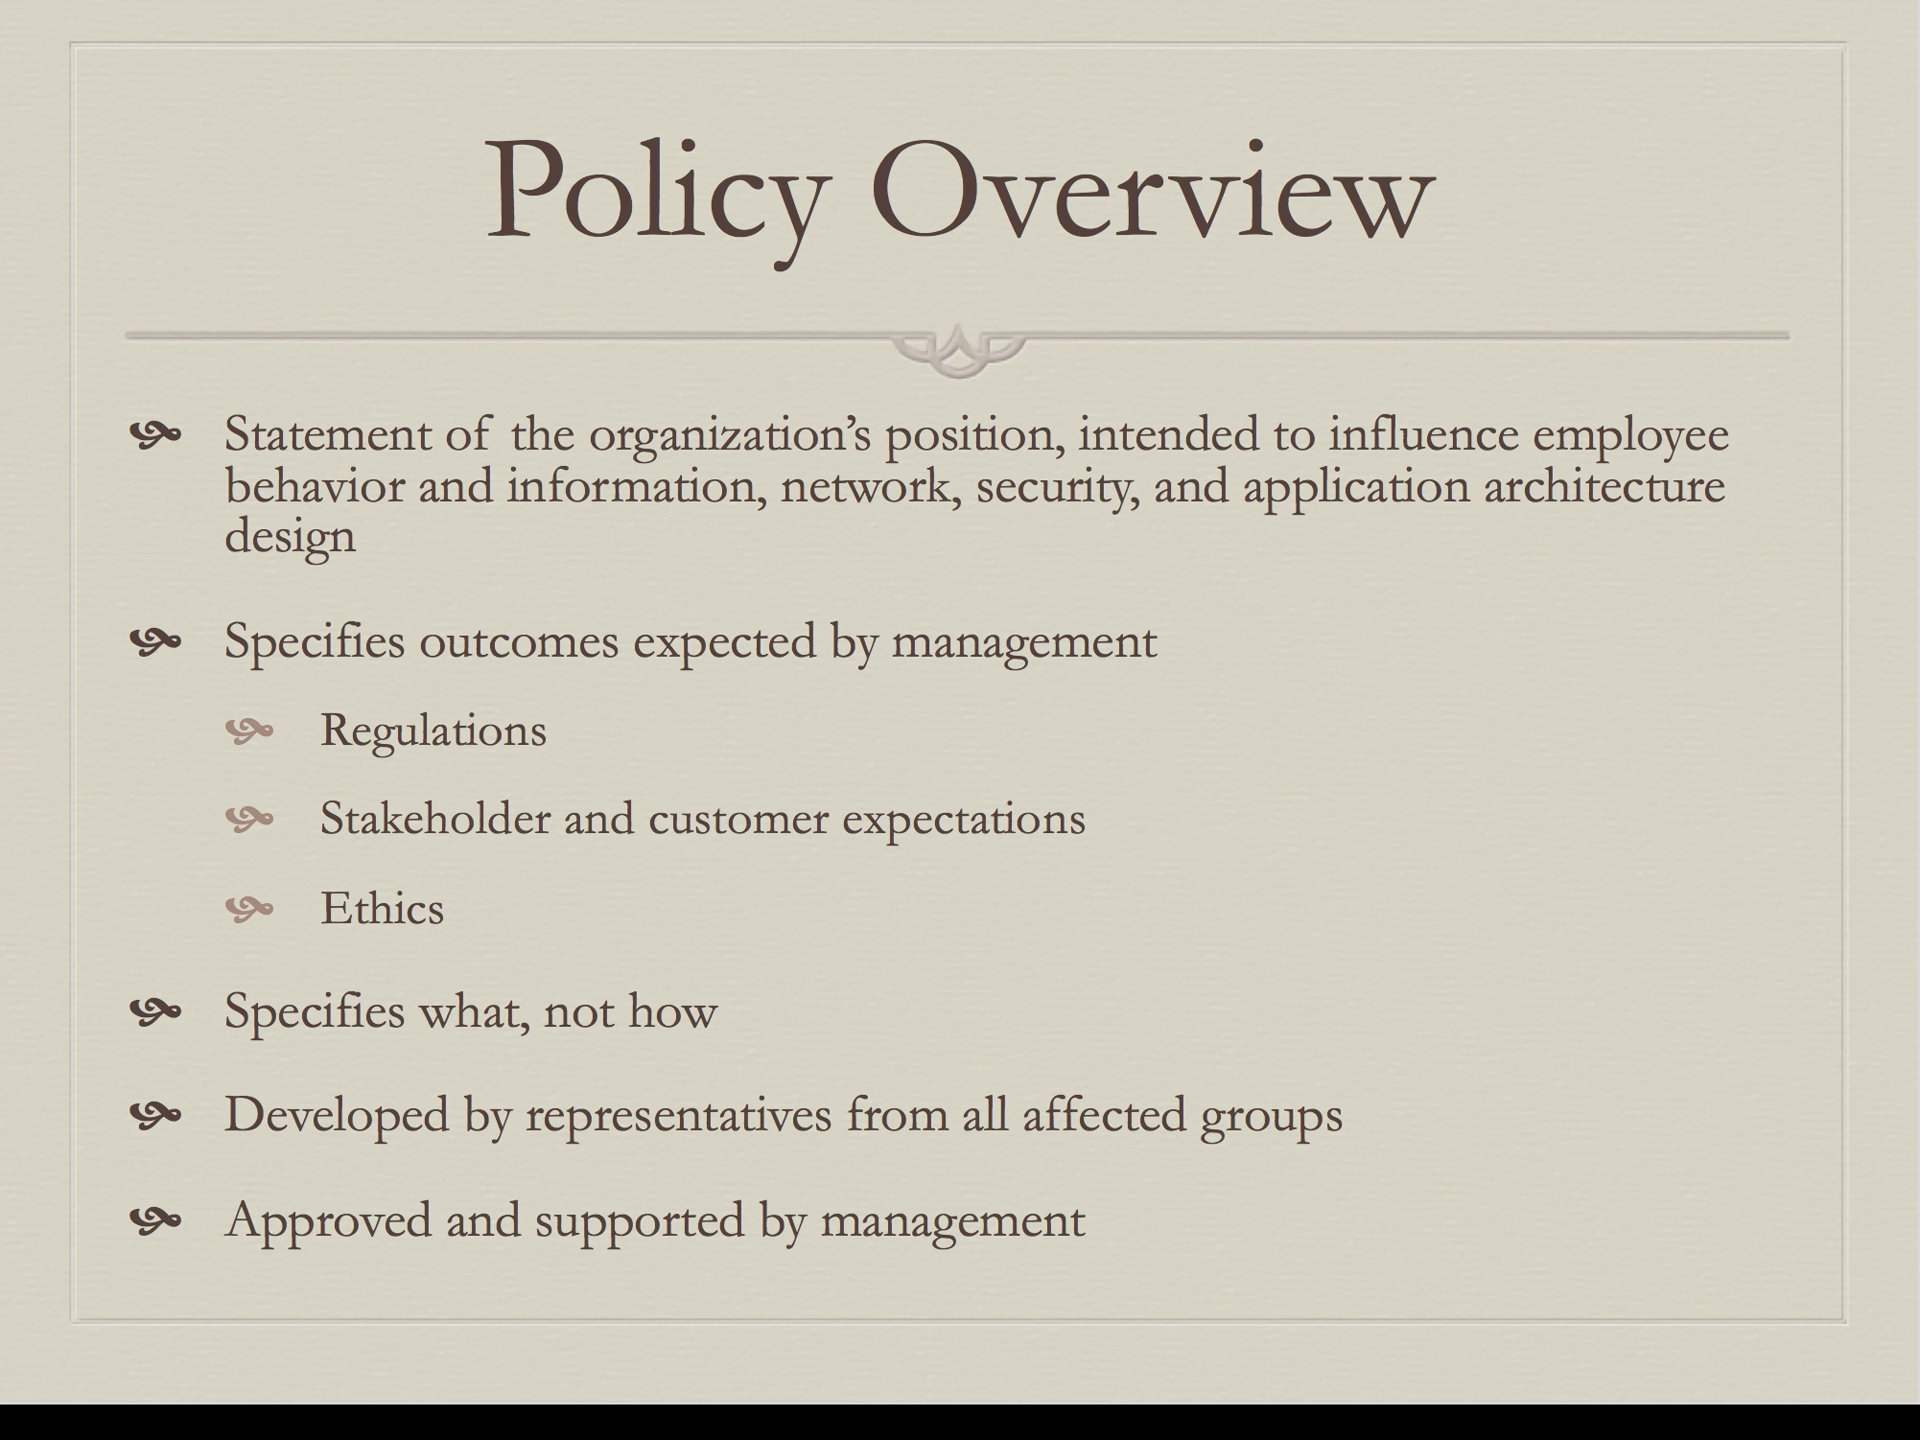 Policy Overview
Statement of the organization’s position, intended to influence employee
behavior and information, network, security, and application architecture
design
Specifies outcomes expected by management
Regulations
Stakeholder and customer expectations
Ethics
Specifies what, not how
Developed by representatives from all affected groups
Approved and supported by management